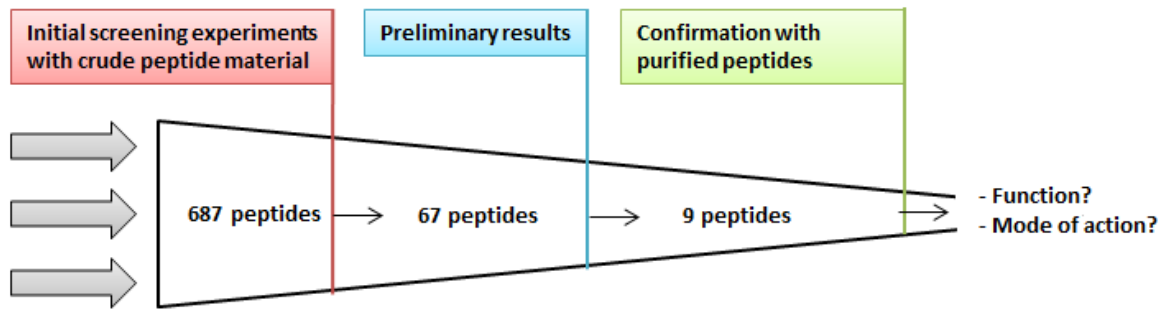 Initial screening experiments
with crude peptide material
Preliminary results
Confirmation with
purified peptides
687 peptides
67 peptides
9 peptides
- Function?
- Mode of action?